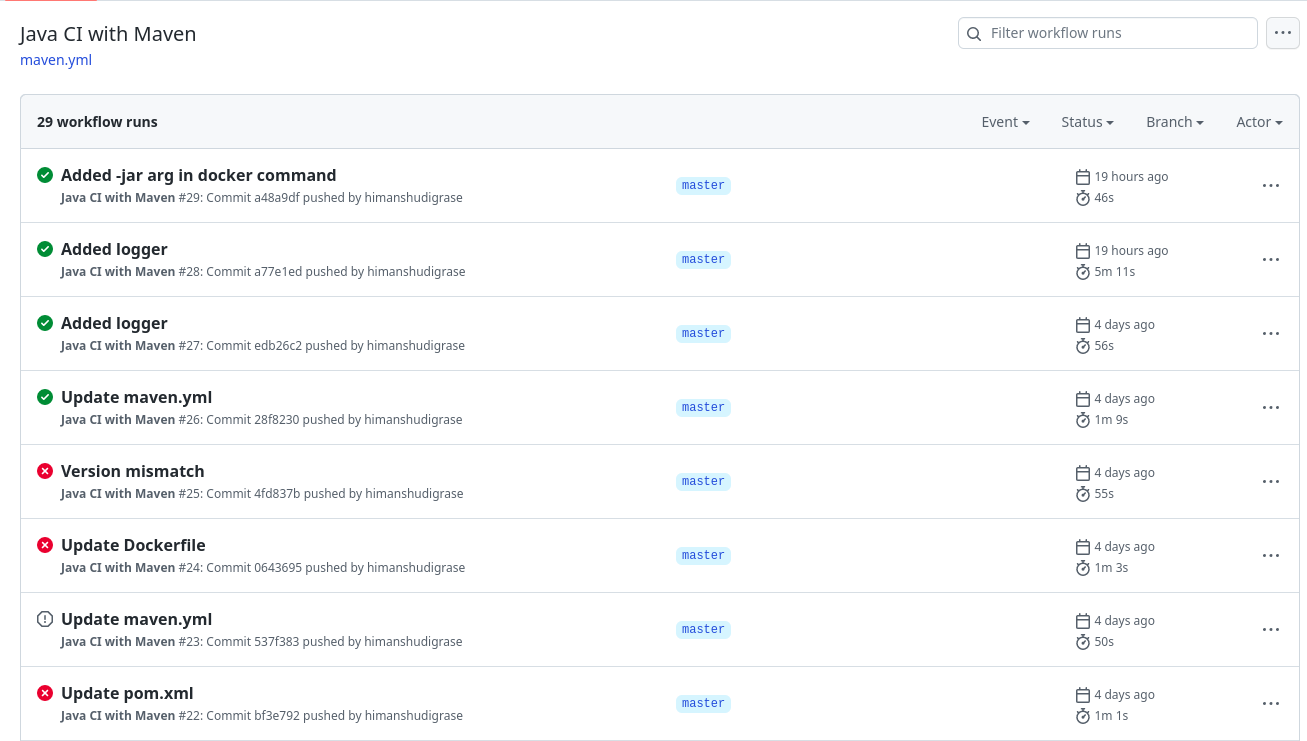 Java CI with Maven
Filter workflow runs
maven.yml
29 workflow runs
Event
Status
Branch
Actor
Added -jar arg in docker command
Java CI with Maven #29: Commit a48a9df pushed by himanshudigrase
master
19 hours ago
46s
Added logger
Java CI with Maven #28: Commit a77e1ed pushed by himanshudigrase
master
19 hours ago
5m 11s
Added logger
Java CI with Maven #27: Commit edb26c2 pushed by himanshudigrase
master
4 days ago
56s
Update maven.yml
Java CI with Maven #26: Commit 28f8230 pushed by himanshudigrase
master
4 days ago
1m 9s
Version mismatch
Java CI with Maven #25: Commit 4fd837b pushed by himanshudigrase
master
4 days ago
55s
Update Dockerfile
Java CI with Maven #24: Commit 0643695 pushed by himanshudigrase
master
4 days ago
1m 3s
Update maven.yml
Java CI with Maven #23: Commit 537f383 pushed by himanshudigrase
master
4 days ago
50s
Update pom.xml
Java CI with Maven #22: Commit bf3e792 pushed by himanshudigrase
master
4 days ago
1m 1s